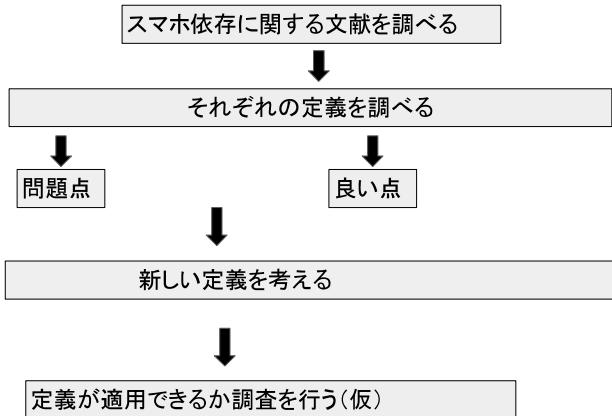 スマホ依存に関する文献を調べる
それぞれの定義を調べる
問題点
良い点
新しい定義を考える
定義が適用できるか調査を行う(仮)